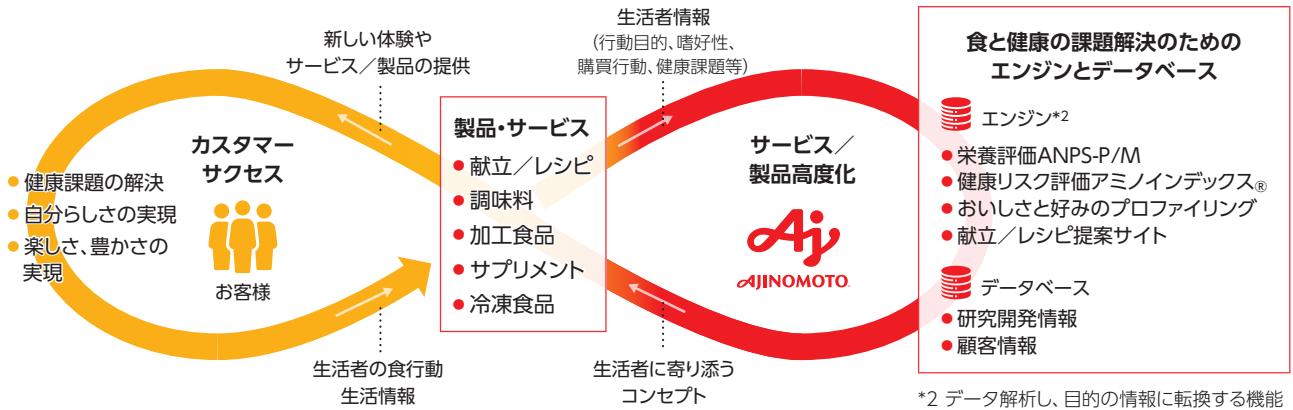 新しい体験や
サービス／製品の提供
カスタマー
サクセス
お客様
● 健康課題の解決
● 自分らしさの実現
● 楽しさ、豊かさの
実現
生活者の食行動
生活情報
製品・サービス
● 献立／レシピ
● 調味料
● 加工食品
● サプリメント
● 冷凍食品
生活者情報
(行動目的、嗜好性、
購買行動、健康課題等)
サービス／
製品高度化
Aj
AJINOMOTO
生活者に寄り添う
コンセプト
食と健康の課題解決のための
エンジンとデータベース
エンジン*2
● 栄養評価ANPS-P/M
● 健康リスク評価アミノインデックス®
● おいしさと好みのプロファイリング
● 献立／レシピ提案サイト
データベース
● 研究開発情報
● 顧客情報
*2 データ解析し、目的の情報に転換する機能